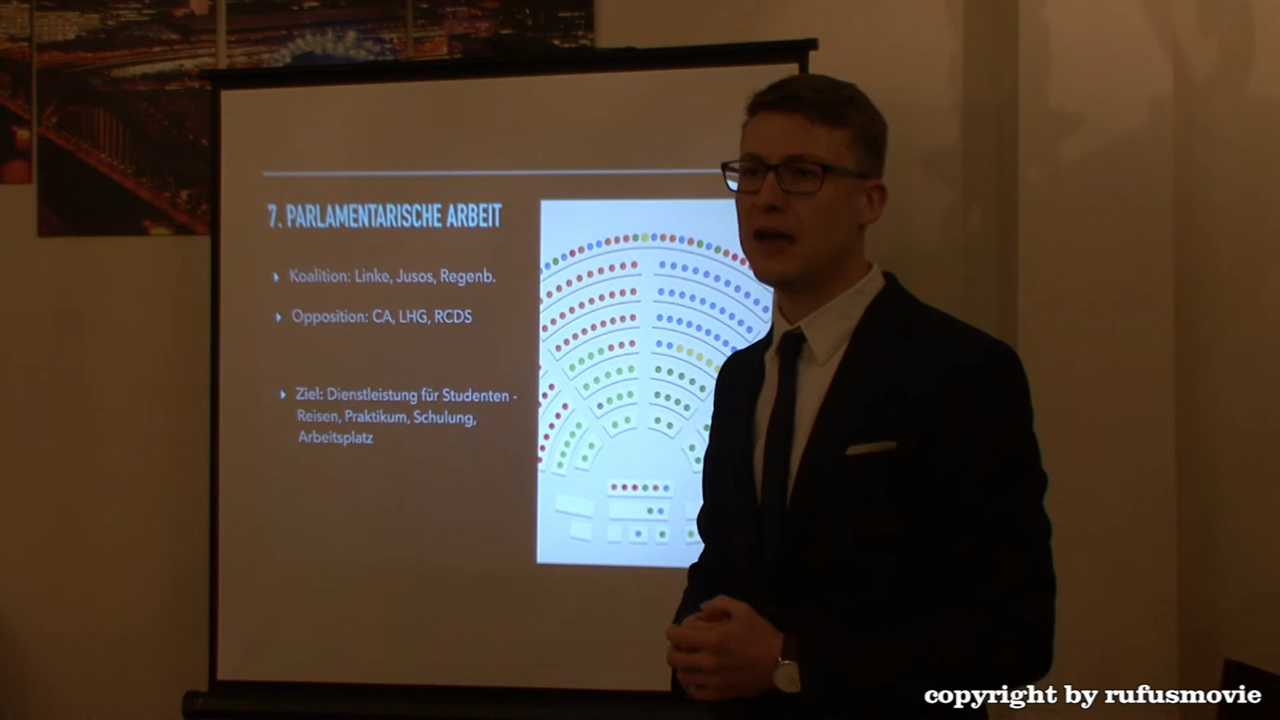 7. PARLAMENTARISCHE ARBEIT
Koalition: Linke, Jusos, Regenb.
Opposition: CA, LHG, RCDS
Ziel: Dienstleistung für Studenten -
Reisen, Praktikum, Schulung,
Arbeitsplatz
copyright by rufusmovie